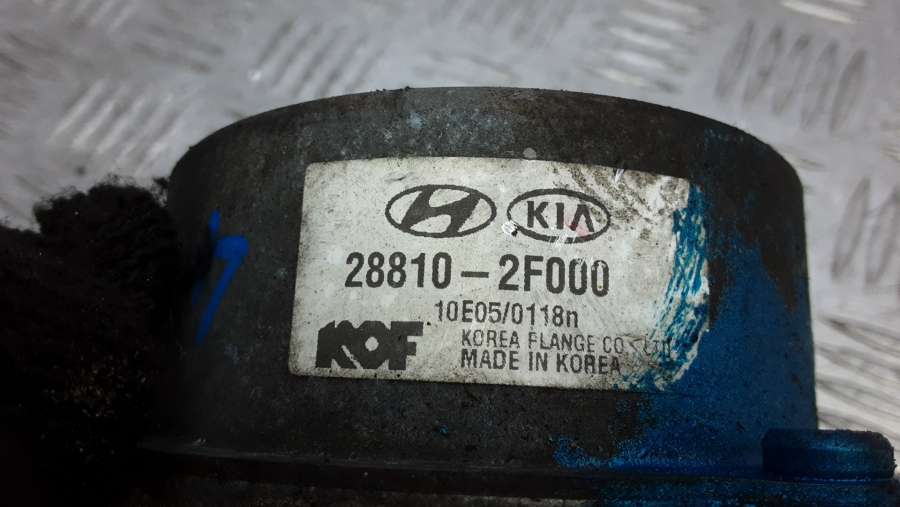 KIA
28810-2F000
10E05/0118n
KOF
KOREA FLANGE CO., LTD
MADE IN KOREA